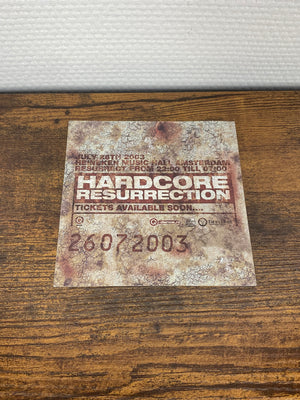 JULY 26TH 2003
HEINEKEN MUSIC HALL AMSTERDAM
RESURRECT FROM 22:00 TILL 07:00
HARDCORE
RESURRECTION
TICKETS AVAILABLE SOON....
26072003